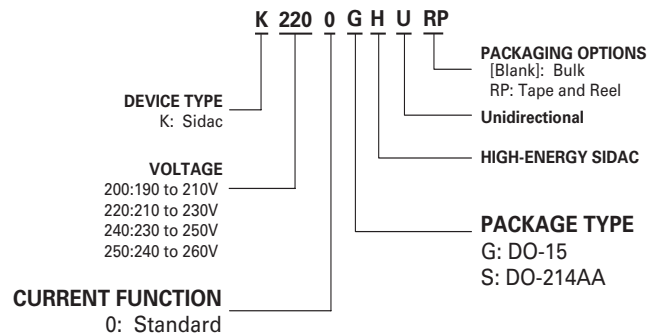 K 220 0 G H U RP
PACKAGING OPTIONS
[Blank]: Bulk
RP: Tape and Reel
Unidirectional
HIGH-ENERGY SIDAC
PACKAGE TYPE
G: DO-15
S: DO-214AA
DEVICE TYPE
K: Sidac
VOLTAGE
200:190 to 210V
220:210 to 230V
240:230 to 250V
250:240 to 260V
CURRENT FUNCTION
0: Standard